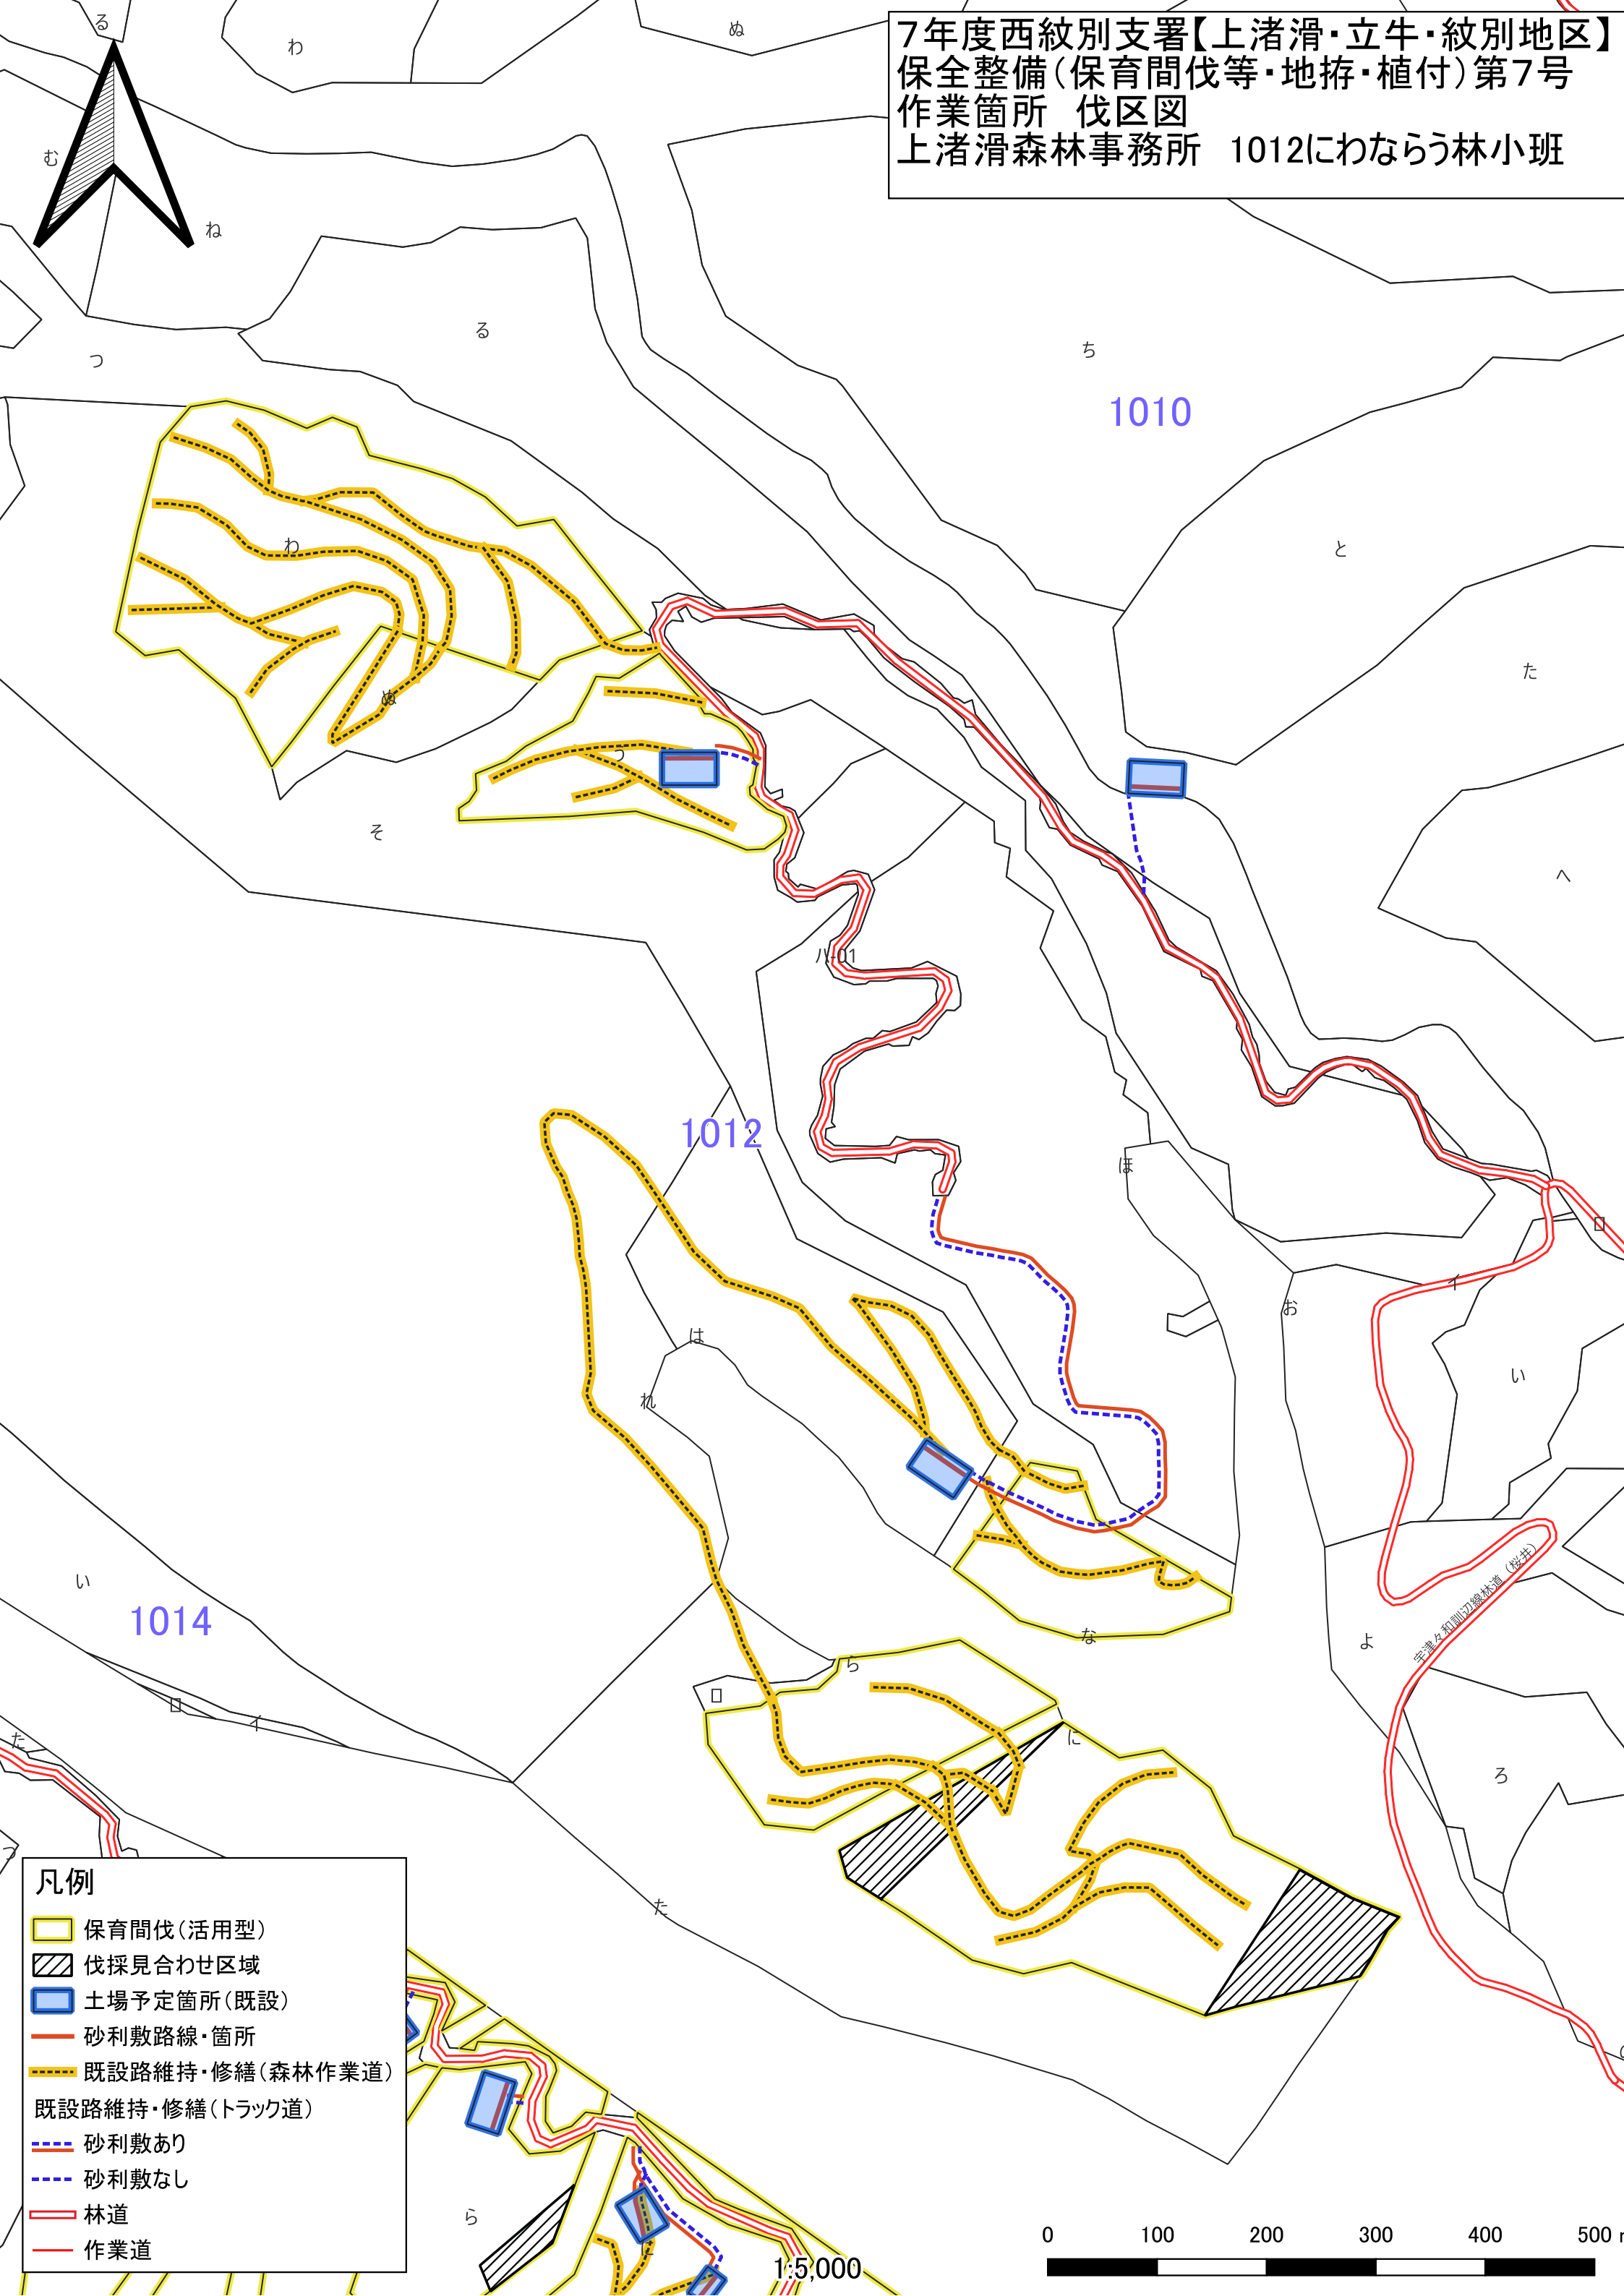 7年度西紋別支署【上渚滑・立牛・紋別地区】
保全整備(保育間伐等・地拵・植付)第7号
作業箇所　伐区図
上渚滑森林事務所　1012にわならう林小班
る
わ
ぬ
む
ね
つ
る
ち
1010
と
わ
た
ぬ
う
そ
へ
ハ-01
1012
ほ
ロ
イ
お
は
い
れ
い
1014
宇津々和訓辺線林道(桜井)
な
よ
ら
ロ
ロ
イ
た
に
ろ
つ
た
凡例
保育間伐(活用型)
伐採見合わせ区域
土場予定箇所(既設)
砂利敷路線・箇所
既設路維持・修繕(森林作業道)
既設路維持・修繕(トラック道)
砂利敷あり
砂利敷なし
林道
作業道
ら
に
1:5,000
0 100 200 300 400 500